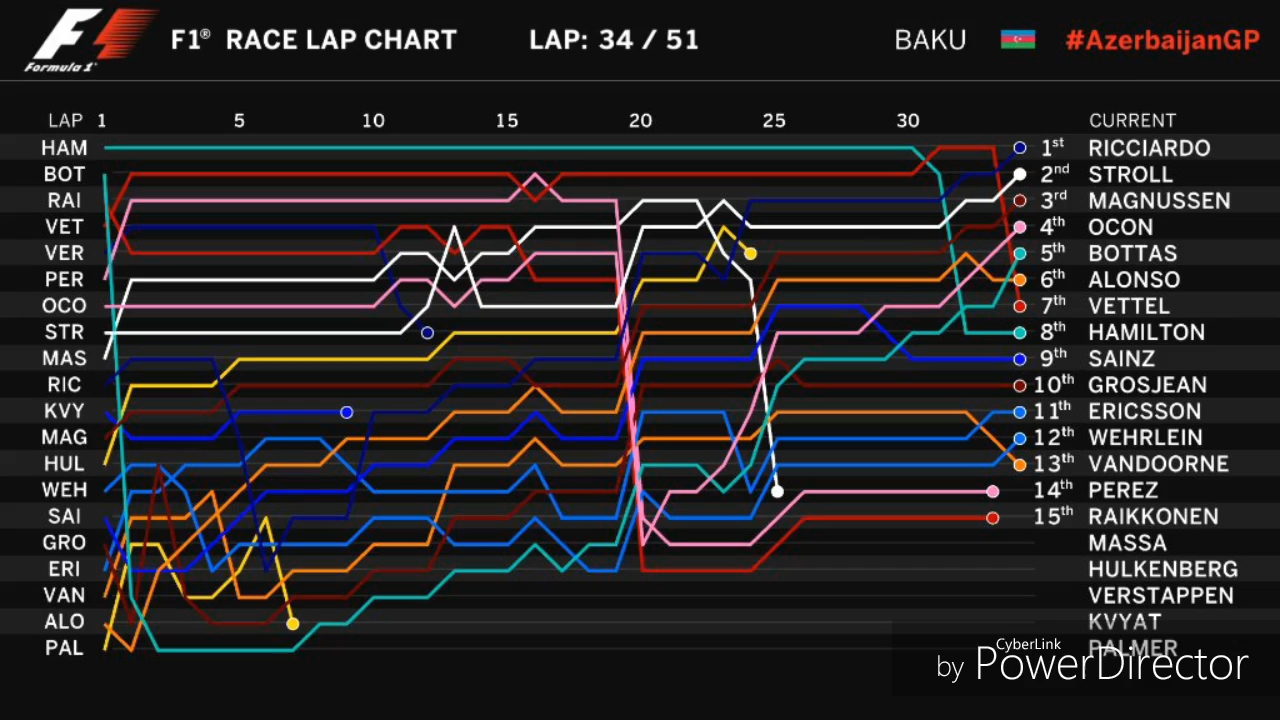 F1 Formula 1® F1® RACE LAP CHART LAP: 34 / 51 BAKU #AzerbaijanGP
LAP 1 5 10 15 20 25 30 CURRENT
HAM 1st RICCIARDO
BOT 2nd STROLL
RAI 3rd MAGNUSSEN
VET 4th OCON
VER 5th BOTTAS
PER 6th ALONSO
OCO 7th VETTEL
STR 8th HAMILTON
MAS 9th SAINZ
RIC 10th GROSJEAN
KVY 11th ERICSSON
MAG 12th WEHRLEIN
HUL 13th VANDOORNE
WEH 14th PEREZ
SAI 15th RAIKKONEN
GRO MASSA
ERI HULKENBERG
VAN VERSTAPPEN
ALO KVYAT
PAL PALMER
by CyberLink PowerDirector